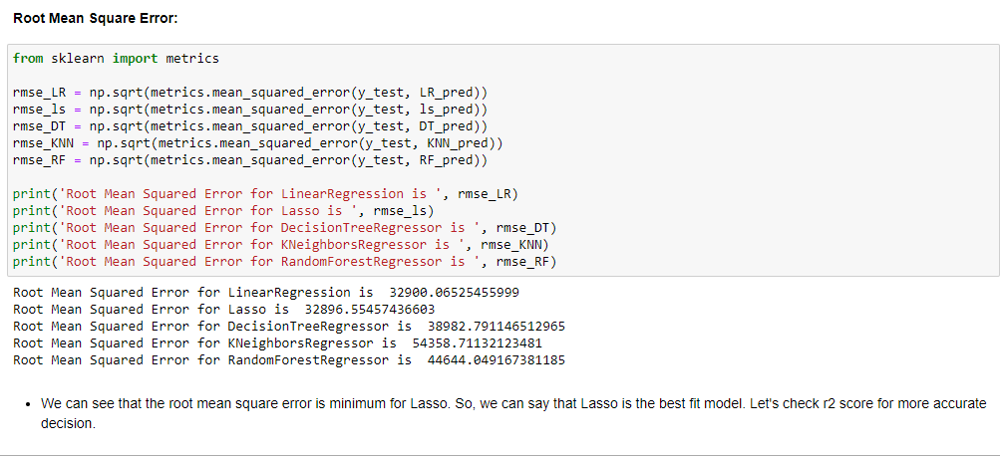 Root Mean Square Error:
from sklearn import metrics
rmse_LR = np.sqrt(metrics.mean_squared_error(y_test, LR_pred))
rmse_ls = np.sqrt(metrics.mean_squared_error(y_test, ls_pred))
rmse_DT = np.sqrt(metrics.mean_squared_error(y_test, DT_pred))
rmse_KNN = np.sqrt(metrics.mean_squared_error(y_test, KNN_pred))
rmse_RF = np.sqrt(metrics.mean_squared_error(y_test, RF_pred))
print('Root Mean Squared Error for LinearRegression is ', rmse_LR)
print('Root Mean Squared Error for Lasso is ', rmse_ls)
print('Root Mean Squared Error for DecisionTreeRegressor is ', rmse_DT)
print('Root Mean Squared Error for KNeighborsRegressor is ', rmse_KNN)
print('Root Mean Squared Error for RandomForestRegressor is ', rmse_RF)
Root Mean Squared Error for LinearRegression is  32900.06525455999
Root Mean Squared Error for Lasso is  32896.55457436603
Root Mean Squared Error for DecisionTreeRegressor is  38982.791146512965
Root Mean Squared Error for KNeighborsRegressor is  54358.71132123481
Root Mean Squared Error for RandomForestRegressor is  44644.049167381185
• We can see that the root mean square error is minimum for Lasso. So, we can say that Lasso is the best fit model. Let's check r2 score for more accurate
decision.